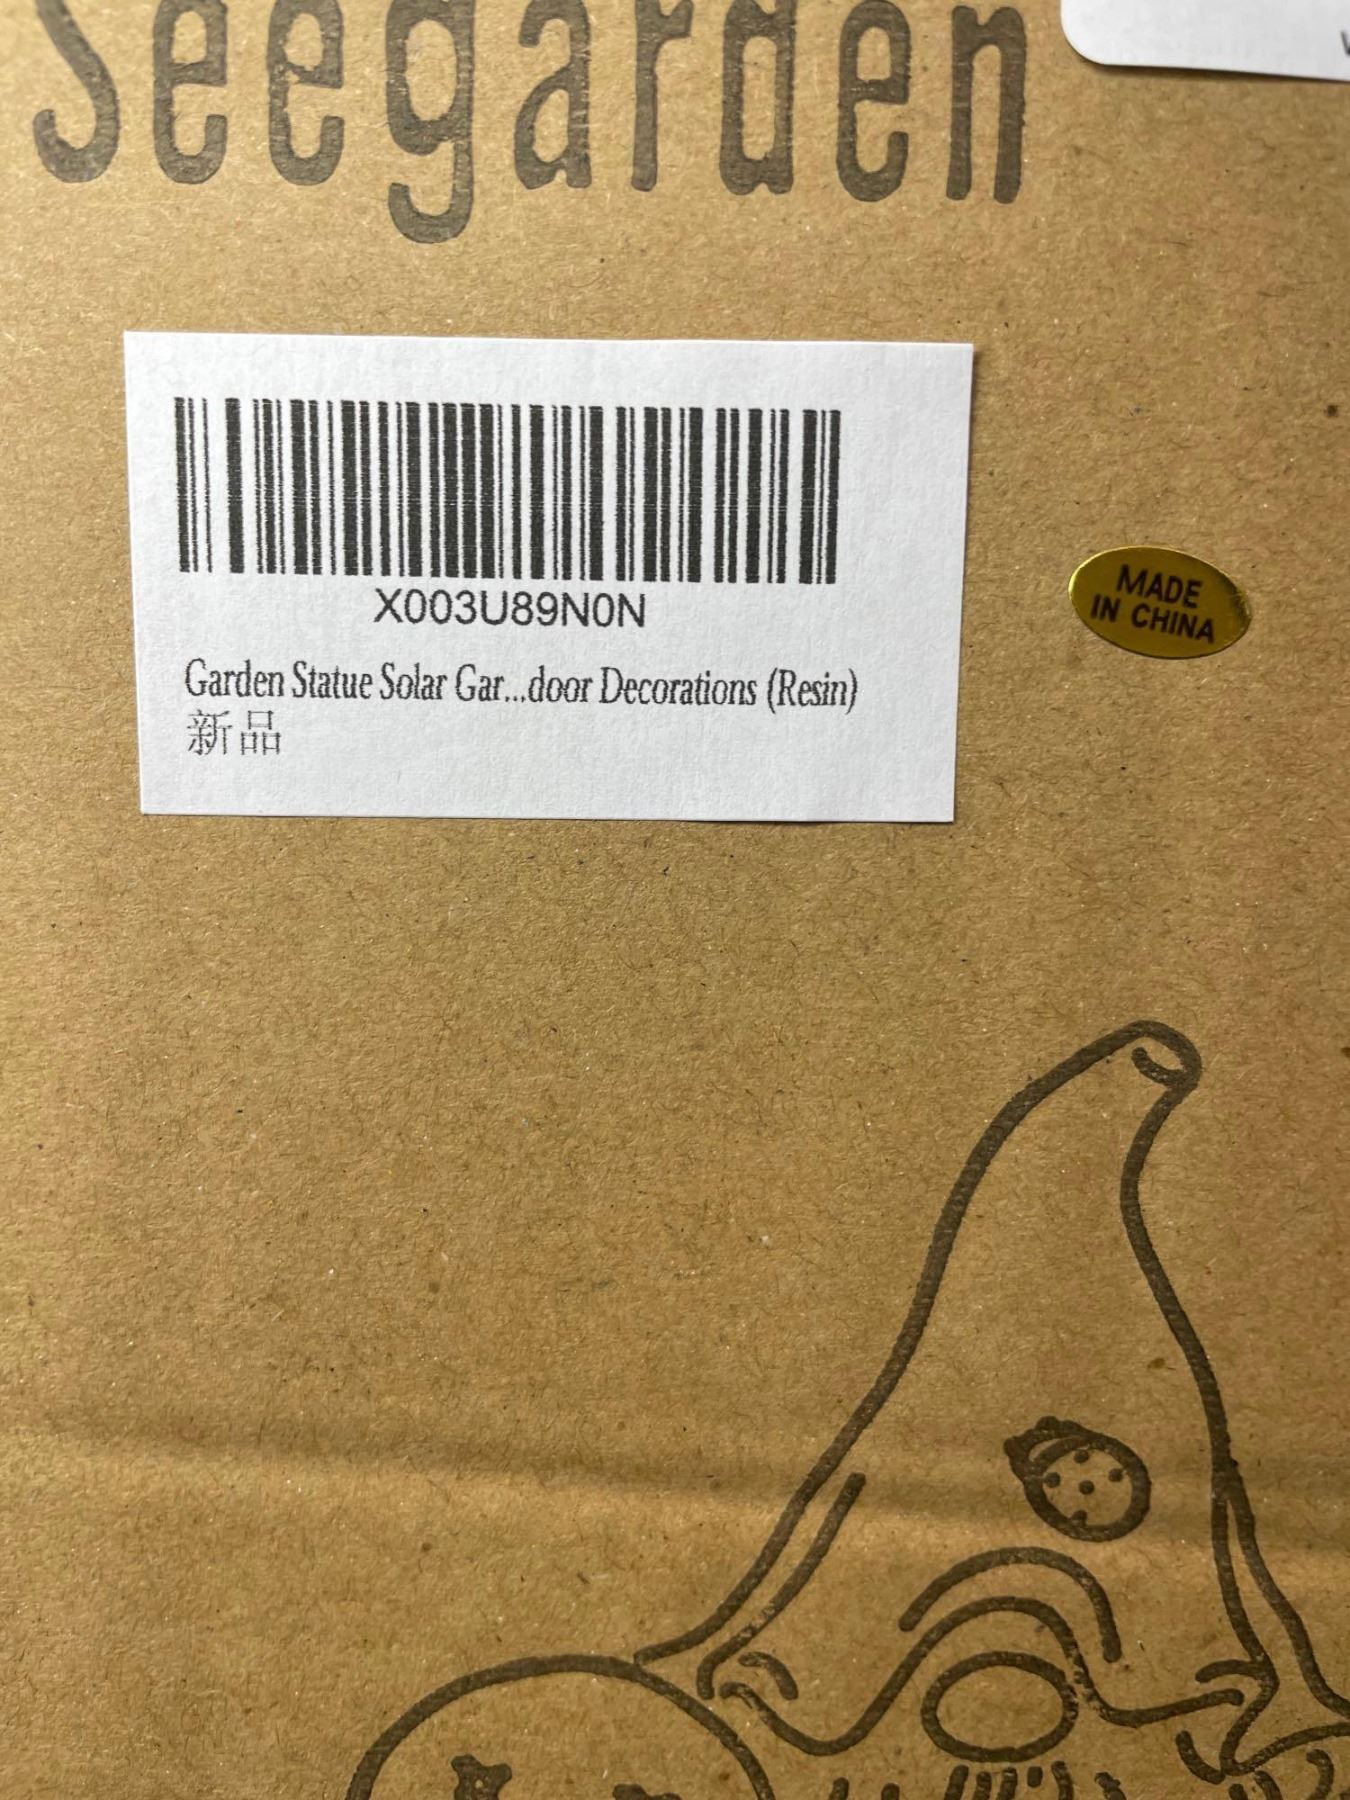 Seegarden
X003U89N0N
MADE
IN CHINA
Garden Statue Solar Gar...door Decorations (Resin)
新品